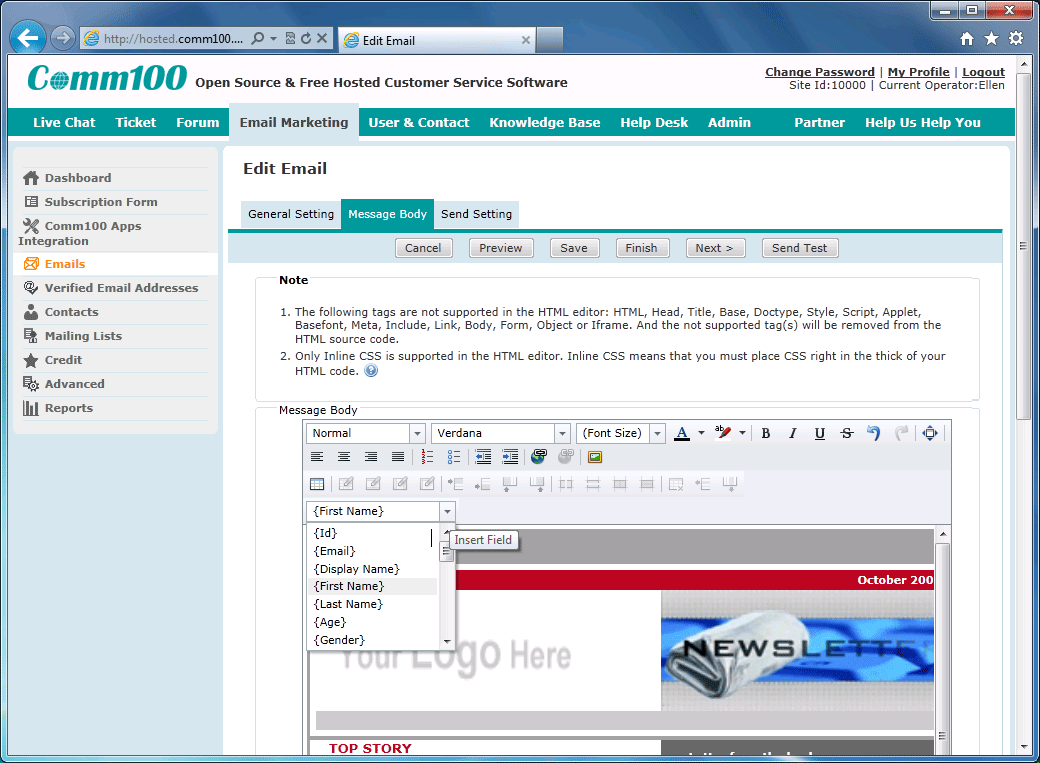 http://hosted.comm100....
Edit Email
Comm100 Open Source & Free Hosted Customer Service Software
Change Password | My Profile | Logout
Site Id:10000 | Current Operator:Ellen
Live Chat Ticket Forum Email Marketing User & Contact Knowledge Base Help Desk Admin Partner Help Us Help You
Dashboard
Subscription Form
Comm100 Apps
Integration
Emails
Verified Email Addresses
Contacts
Mailing Lists
Credit
Advanced
Reports
Edit Email
General Setting Message Body Send Setting
Cancel Preview Save Finish Next > Send Test
Note
1. The following tags are not supported in the HTML editor: HTML, Head, Title, Base, Doctype, Style, Script, Applet,
Basefont, Meta, Include, Link, Body, Form, Object or Iframe. And the not supported tag(s) will be removed from the
HTML source code.
2. Only Inline CSS is supported in the HTML editor. Inline CSS means that you must place CSS right in the thick of your
HTML code.
Message Body
Normal Verdana (Font Size) A ab B I U S
{First Name}
{Id}
{Email}
{Display Name}
{First Name}
{Last Name}
{Age}
{Gender}
Insert Field
October 200
Your Logo Here
NEWSLETTE
TOP STORY